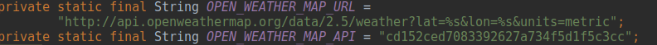 private static final String OPEN_WEATHER_MAP_URL =
"http://api.openweathermap.org/data/2.5/weather?lat=%s&lon=%s&units=metric";
private static final String OPEN_WEATHER_MAP_API = "cd152ced7083392627a734f5d1f5c3cc";